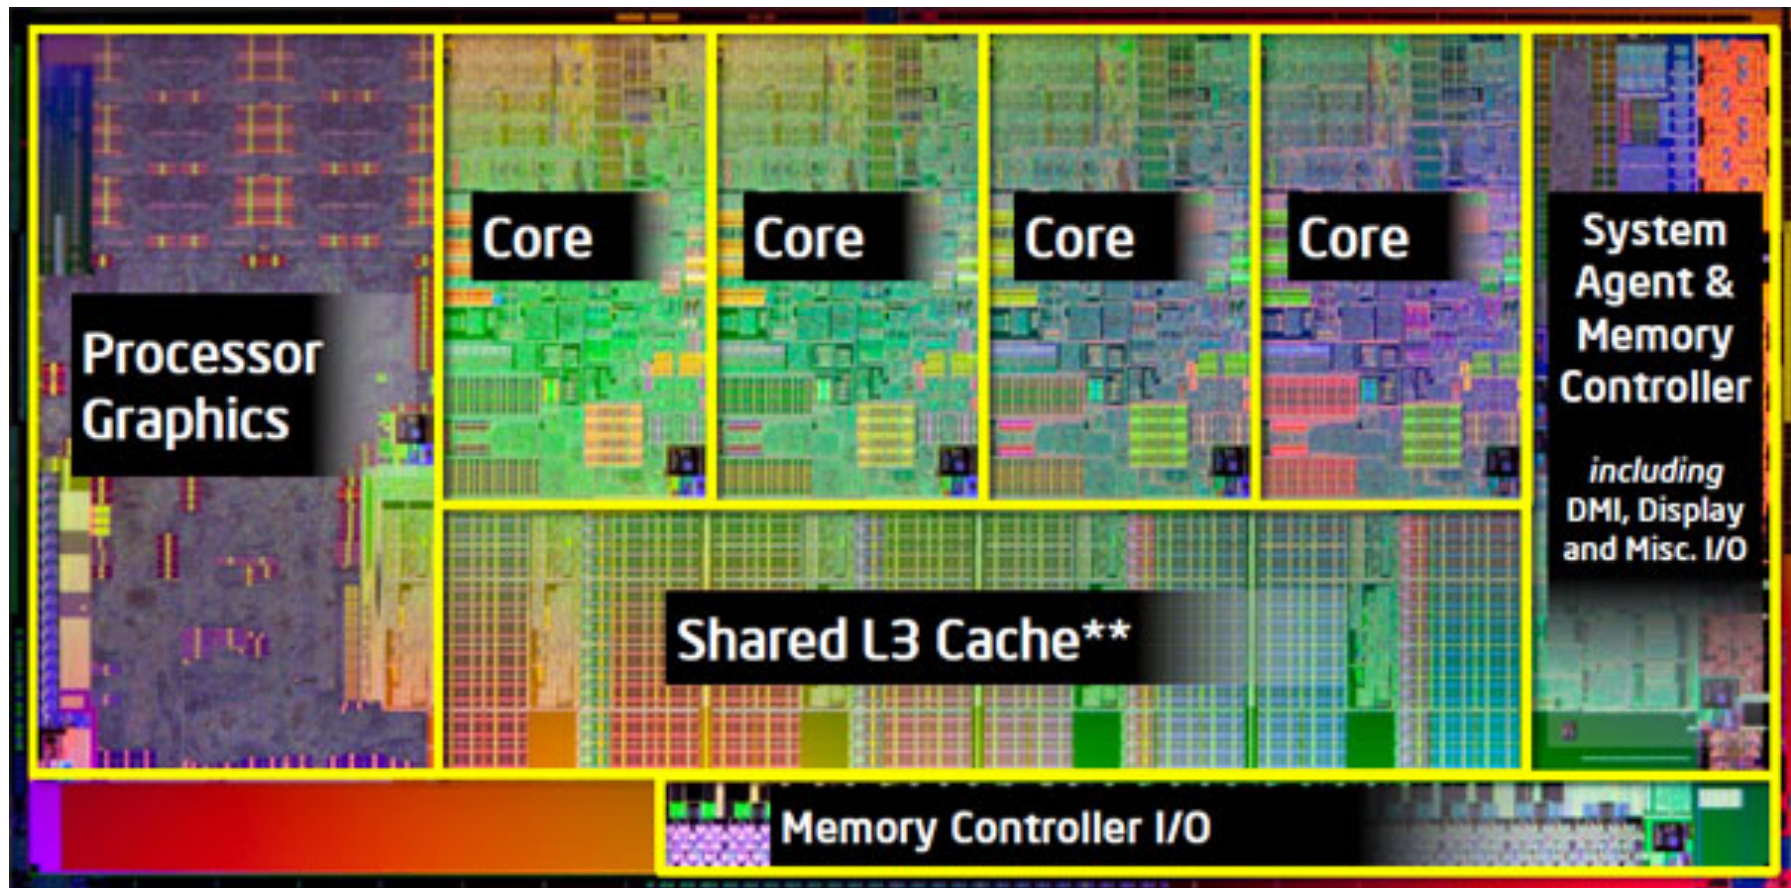 Processor
Graphics
Core
Core
Core
Core
System
Agent &
Memory
Controller
including
DMI, Display
and Misc. I/O
Shared L3 Cache**
Memory Controller I/O